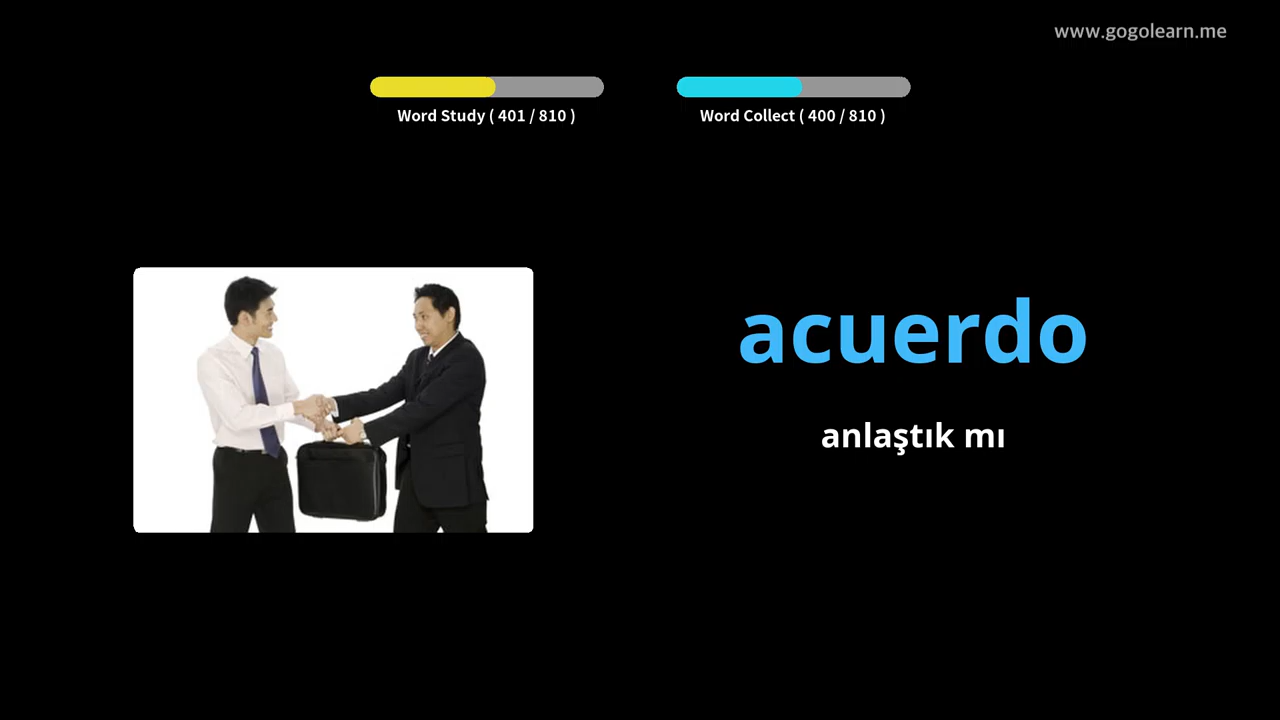 www.gogolearn.me
Word Study ( 401 / 810 )
Word Collect ( 400 / 810 )
acuerdo
anlaştık mı